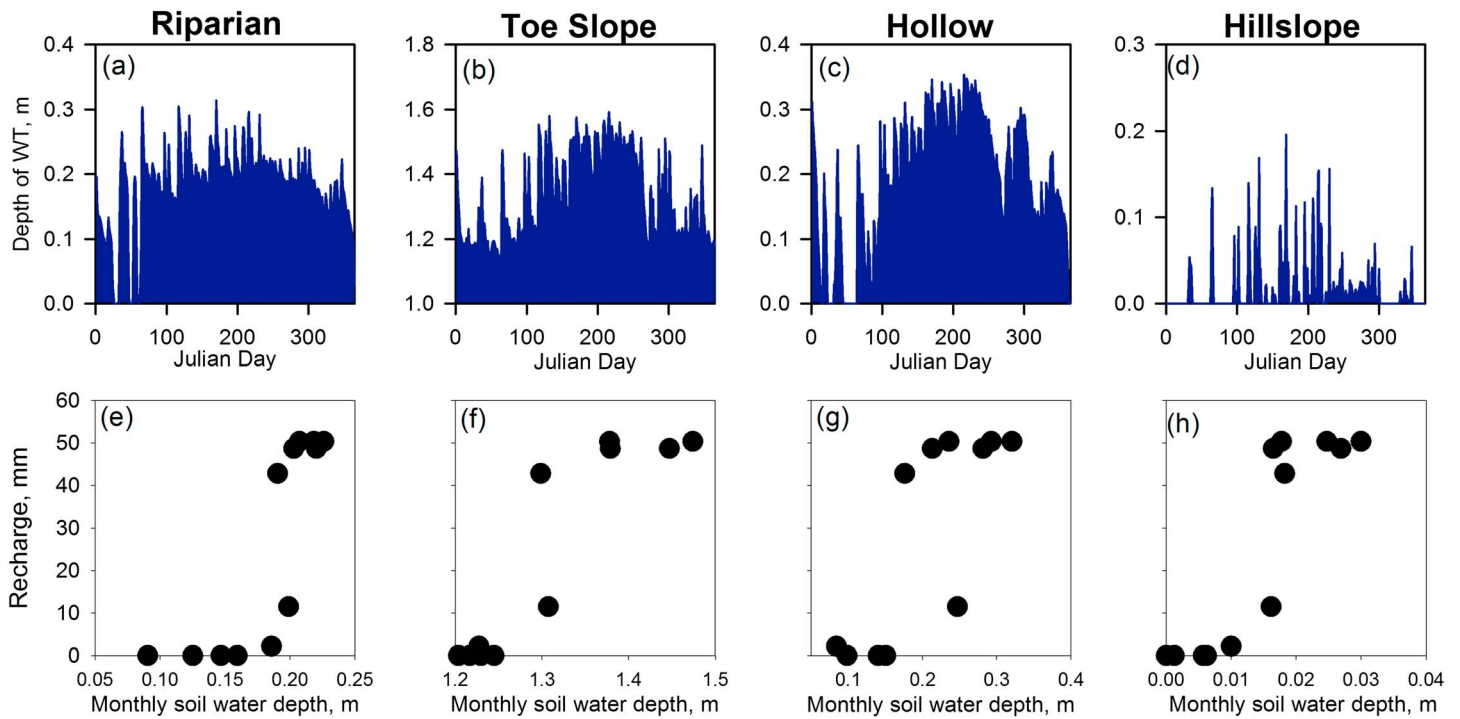 Riparian
Toe Slope
Hollow
Hillslope
Depth of WT, m
(a)
0.4
0.3
0.2
0.1
0.0
0 100 200 300
Julian Day
(b)
1.8
1.6
1.4
1.2
1.0
0 100 200 300
Julian Day
(c)
0.4
0.3
0.2
0.1
0.0
0 100 200 300
Julian Day
(d)
0.3
0.2
0.1
0.0
0 100 200 300
Julian Day
Recharge, mm
(e)
60
50
40
30
20
10
0
0.05 0.10 0.15 0.20 0.25
Monthly soil water depth, m
(f)
1.2 1.3 1.4 1.5
Monthly soil water depth, m
(g)
0.1 0.2 0.3 0.4
Monthly soil water depth, m
(h)
0.00 0.01 0.02 0.03 0.04
Monthly soil water depth, m